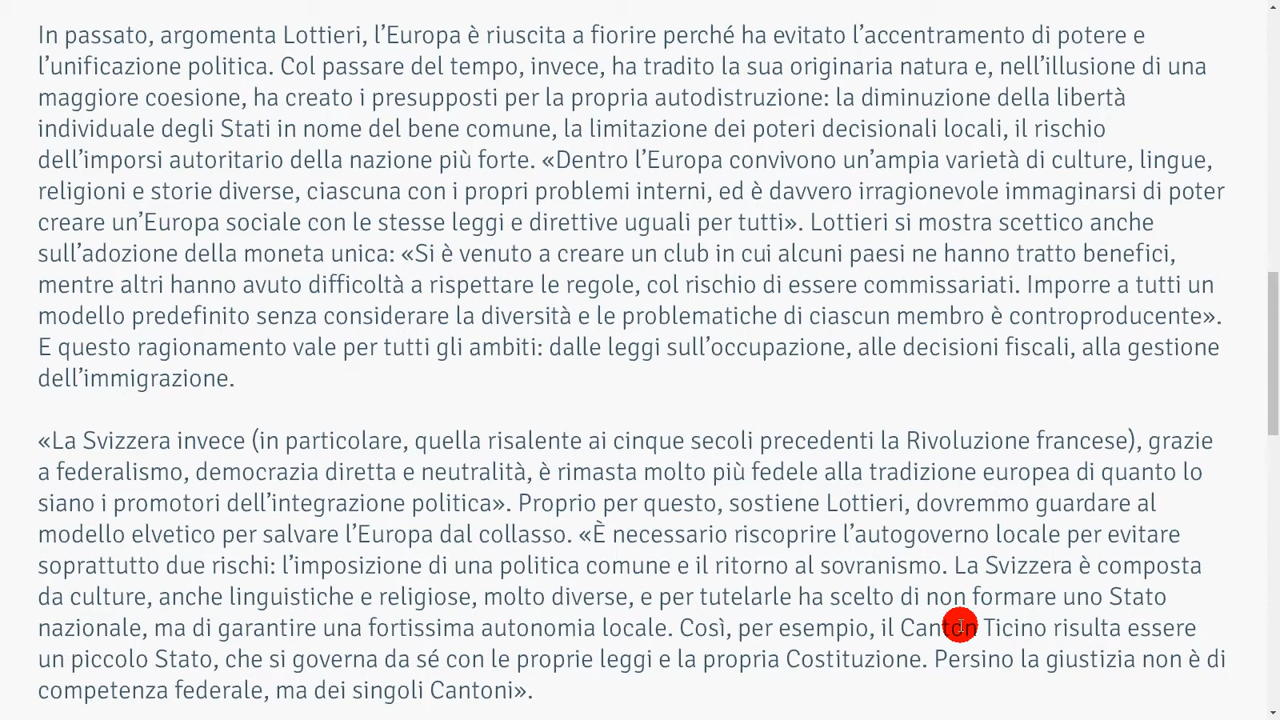 In passato, argomenta Lottieri, l’Europa è riuscita a fiorire perché ha evitato l’accentramento di potere e
l’unificazione politica. Col passare del tempo, invece, ha tradito la sua originaria natura e, nell’illusione di una
maggiore coesione, ha creato i presupposti per la propria autodistruzione: la diminuzione della libertà
individuale degli Stati in nome del bene comune, la limitazione dei poteri decisionali locali, il rischio
dell’imporsi autoritario della nazione più forte. «Dentro l’Europa convivono un’ampia varietà di culture, lingue,
religioni e storie diverse, ciascuna con i propri problemi interni, ed è davvero irragionevole immaginarsi di poter
creare un’Europa sociale con le stesse leggi e direttive uguali per tutti». Lottieri si mostra scettico anche
sull’adozione della moneta unica: «Si è venuto a creare un club in cui alcuni paesi ne hanno tratto benefici,
mentre altri hanno avuto difficoltà a rispettare le regole, col rischio di essere commissariati. Imporre a tutti un
modello predefinito senza considerare la diversità e le problematiche di ciascun membro è controproducente».
E questo ragionamento vale per tutti gli ambiti: dalle leggi sull’occupazione, alle decisioni fiscali, alla gestione
dell’immigrazione.
«La Svizzera invece (in particolare, quella risalente ai cinque secoli precedenti la Rivoluzione francese), grazie
a federalismo, democrazia diretta e neutralità, è rimasta molto più fedele alla tradizione europea di quanto lo
siano i promotori dell’integrazione politica». Proprio per questo, sostiene Lottieri, dovremmo guardare al
modello elvetico per salvare l’Europa dal collasso. «È necessario riscoprire l’autogoverno locale per evitare
soprattutto due rischi: l’imposizione di una politica comune e il ritorno al sovranismo. La Svizzera è composta
da culture, anche linguistiche e religiose, molto diverse, e per tutelarle ha scelto di non formare uno Stato
nazionale, ma di garantire una fortissima autonomia locale. Così, per esempio, il Canton Ticino risulta essere
un piccolo Stato, che si governa da sé con le proprie leggi e la propria Costituzione. Persino la giustizia non è di
competenza federale, ma dei singoli Cantoni».